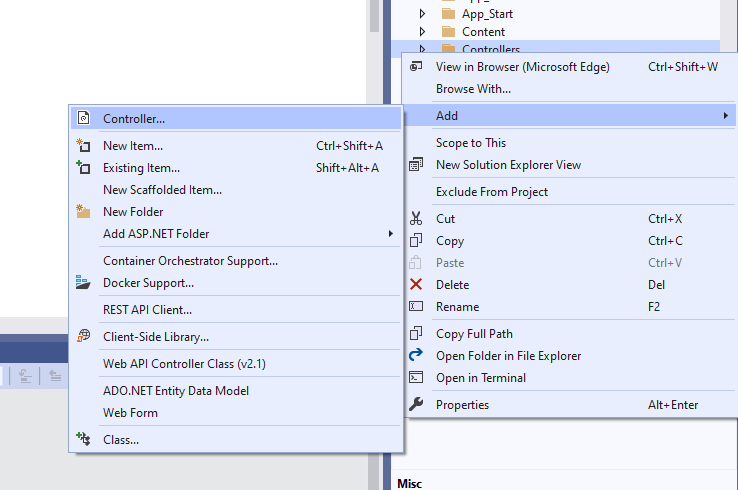 App_Start
Content
Controllers
View in Browser (Microsoft Edge) Ctrl+Shift+W
Browse With...
Add
Scope to This
New Solution Explorer View
Exclude From Project
Cut Ctrl+X
Copy Ctrl+C
Paste Ctrl+V
Delete Del
Rename F2
Copy Full Path
Open Folder in File Explorer
Open in Terminal
Properties Alt+Enter
Controller...
New Item... Ctrl+Shift+A
Existing Item... Shift+Alt+A
New Scaffolded Item...
New Folder
Add ASP.NET Folder
Container Orchestrator Support...
Docker Support...
REST API Client...
Client-Side Library...
Web API Controller Class (v2.1)
ADO.NET Entity Data Model
Web Form
Class...
Misc